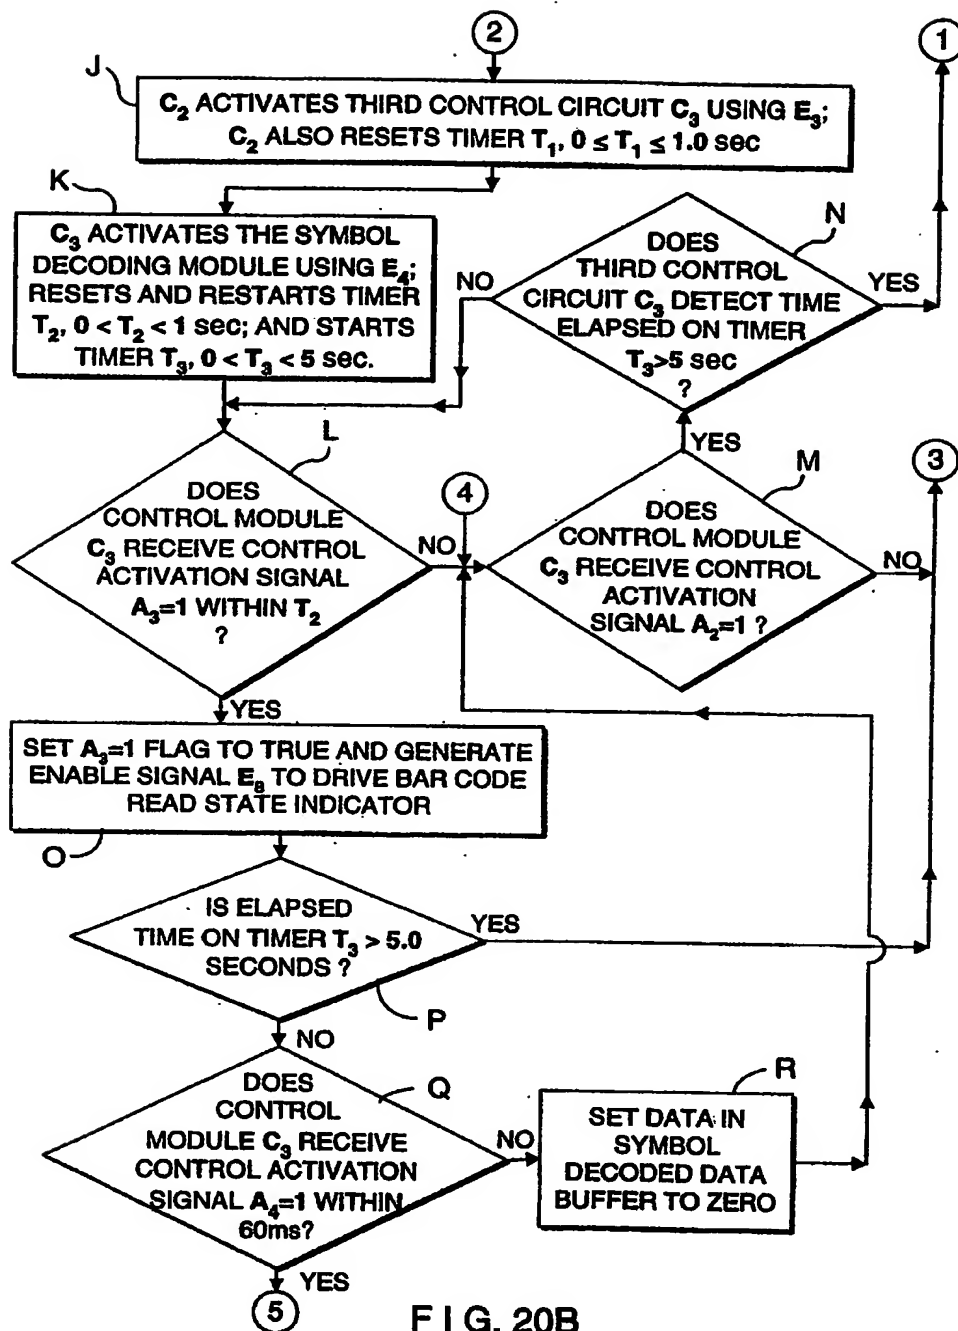 2
1
J
C₂ ACTIVATES THIRD CONTROL CIRCUIT C₃ USING E₃;
C₂ ALSO RESETS TIMER T₁, 0 ≤ T₁ ≤ 1.0 sec
K
C₃ ACTIVATES THE SYMBOL
DECODING MODULE USING E₄;
RESETS AND RESTARTS TIMER
T₂, 0 < T₂ < 1 sec; AND STARTS
TIMER T₃, 0 < T₃ < 5 sec.
N
DOES
THIRD CONTROL
CIRCUIT C₃ DETECT TIME
ELAPSED ON TIMER
T₃>5 sec
?
NO
YES
L
DOES
CONTROL MODULE
C₃ RECEIVE CONTROL
ACTIVATION SIGNAL
A₃=1 WITHIN T₂
?
NO
YES
4
M
YES
DOES
CONTROL MODULE
C₃ RECEIVE CONTROL
ACTIVATION
SIGNAL A₂=1 ?
NO
3
SET A₃=1 FLAG TO TRUE AND GENERATE
ENABLE SIGNAL E₈ TO DRIVE BAR CODE
READ STATE INDICATOR
O
IS ELAPSED
TIME ON TIMER T₃ > 5.0
SECONDS ?
YES
P
NO
DOES
CONTROL
MODULE C₃ RECEIVE
CONTROL ACTIVATION
SIGNAL A₄=1 WITHIN
60ms?
Q
NO
R
SET DATA IN
SYMBOL
DECODED DATA
BUFFER TO ZERO
YES
5
FIG. 20B